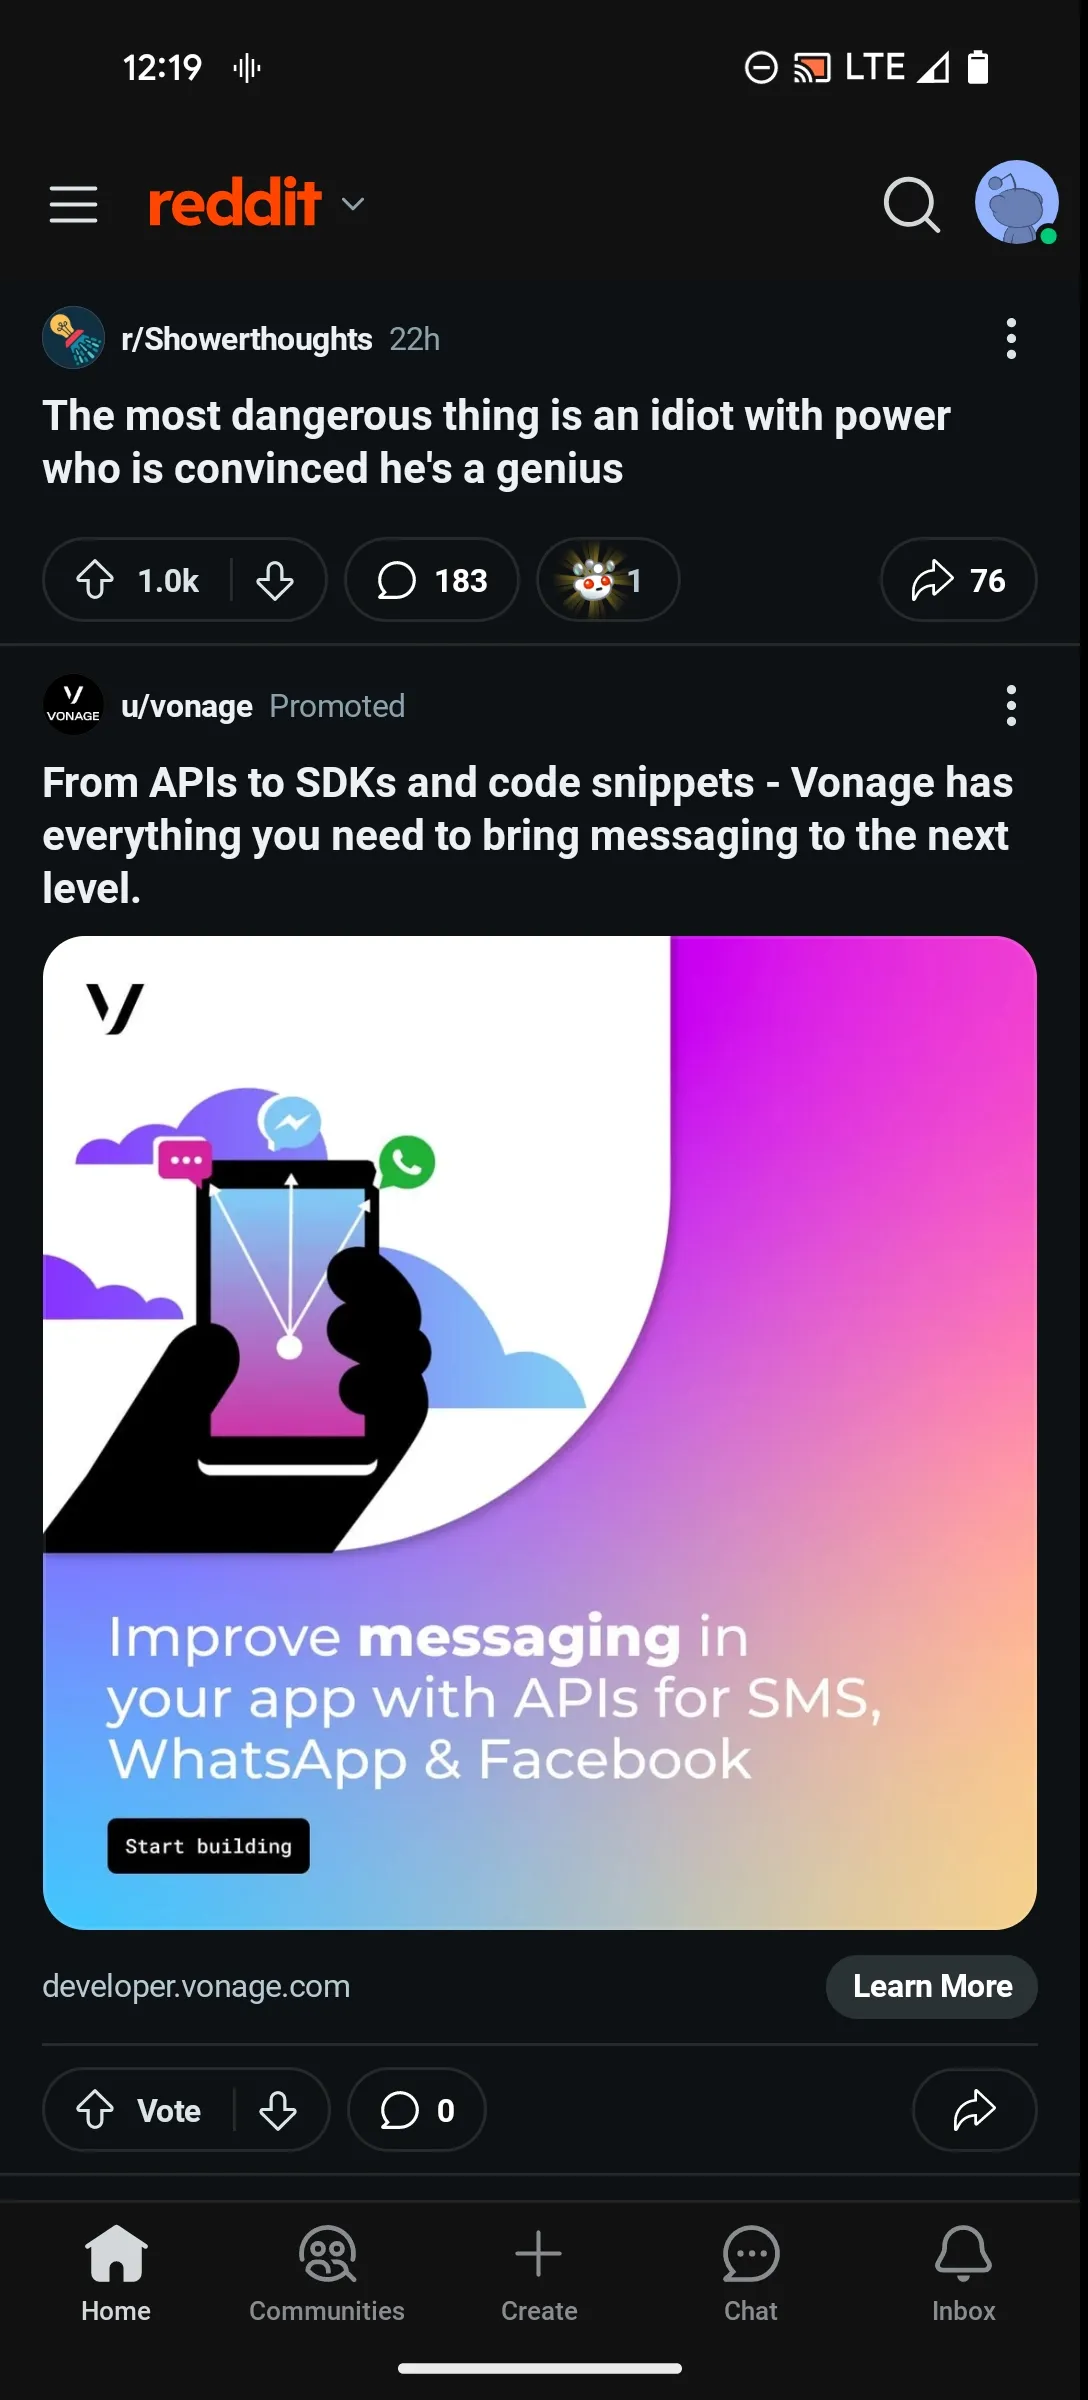 12:19
LTE
reddit
r/Showerthoughts 22h
The most dangerous thing is an idiot with power
who is convinced he's a genius
1.0k
183
1
76
VONAGE
u/vonage Promoted
From APIs to SDKs and code snippets - Vonage has
everything you need to bring messaging to the next
level.
Improve messaging in
your app with APIs for SMS,
WhatsApp & Facebook
Start building
developer.vonage.com
Learn More
Vote
0
Home
Communities
Create
Chat
Inbox